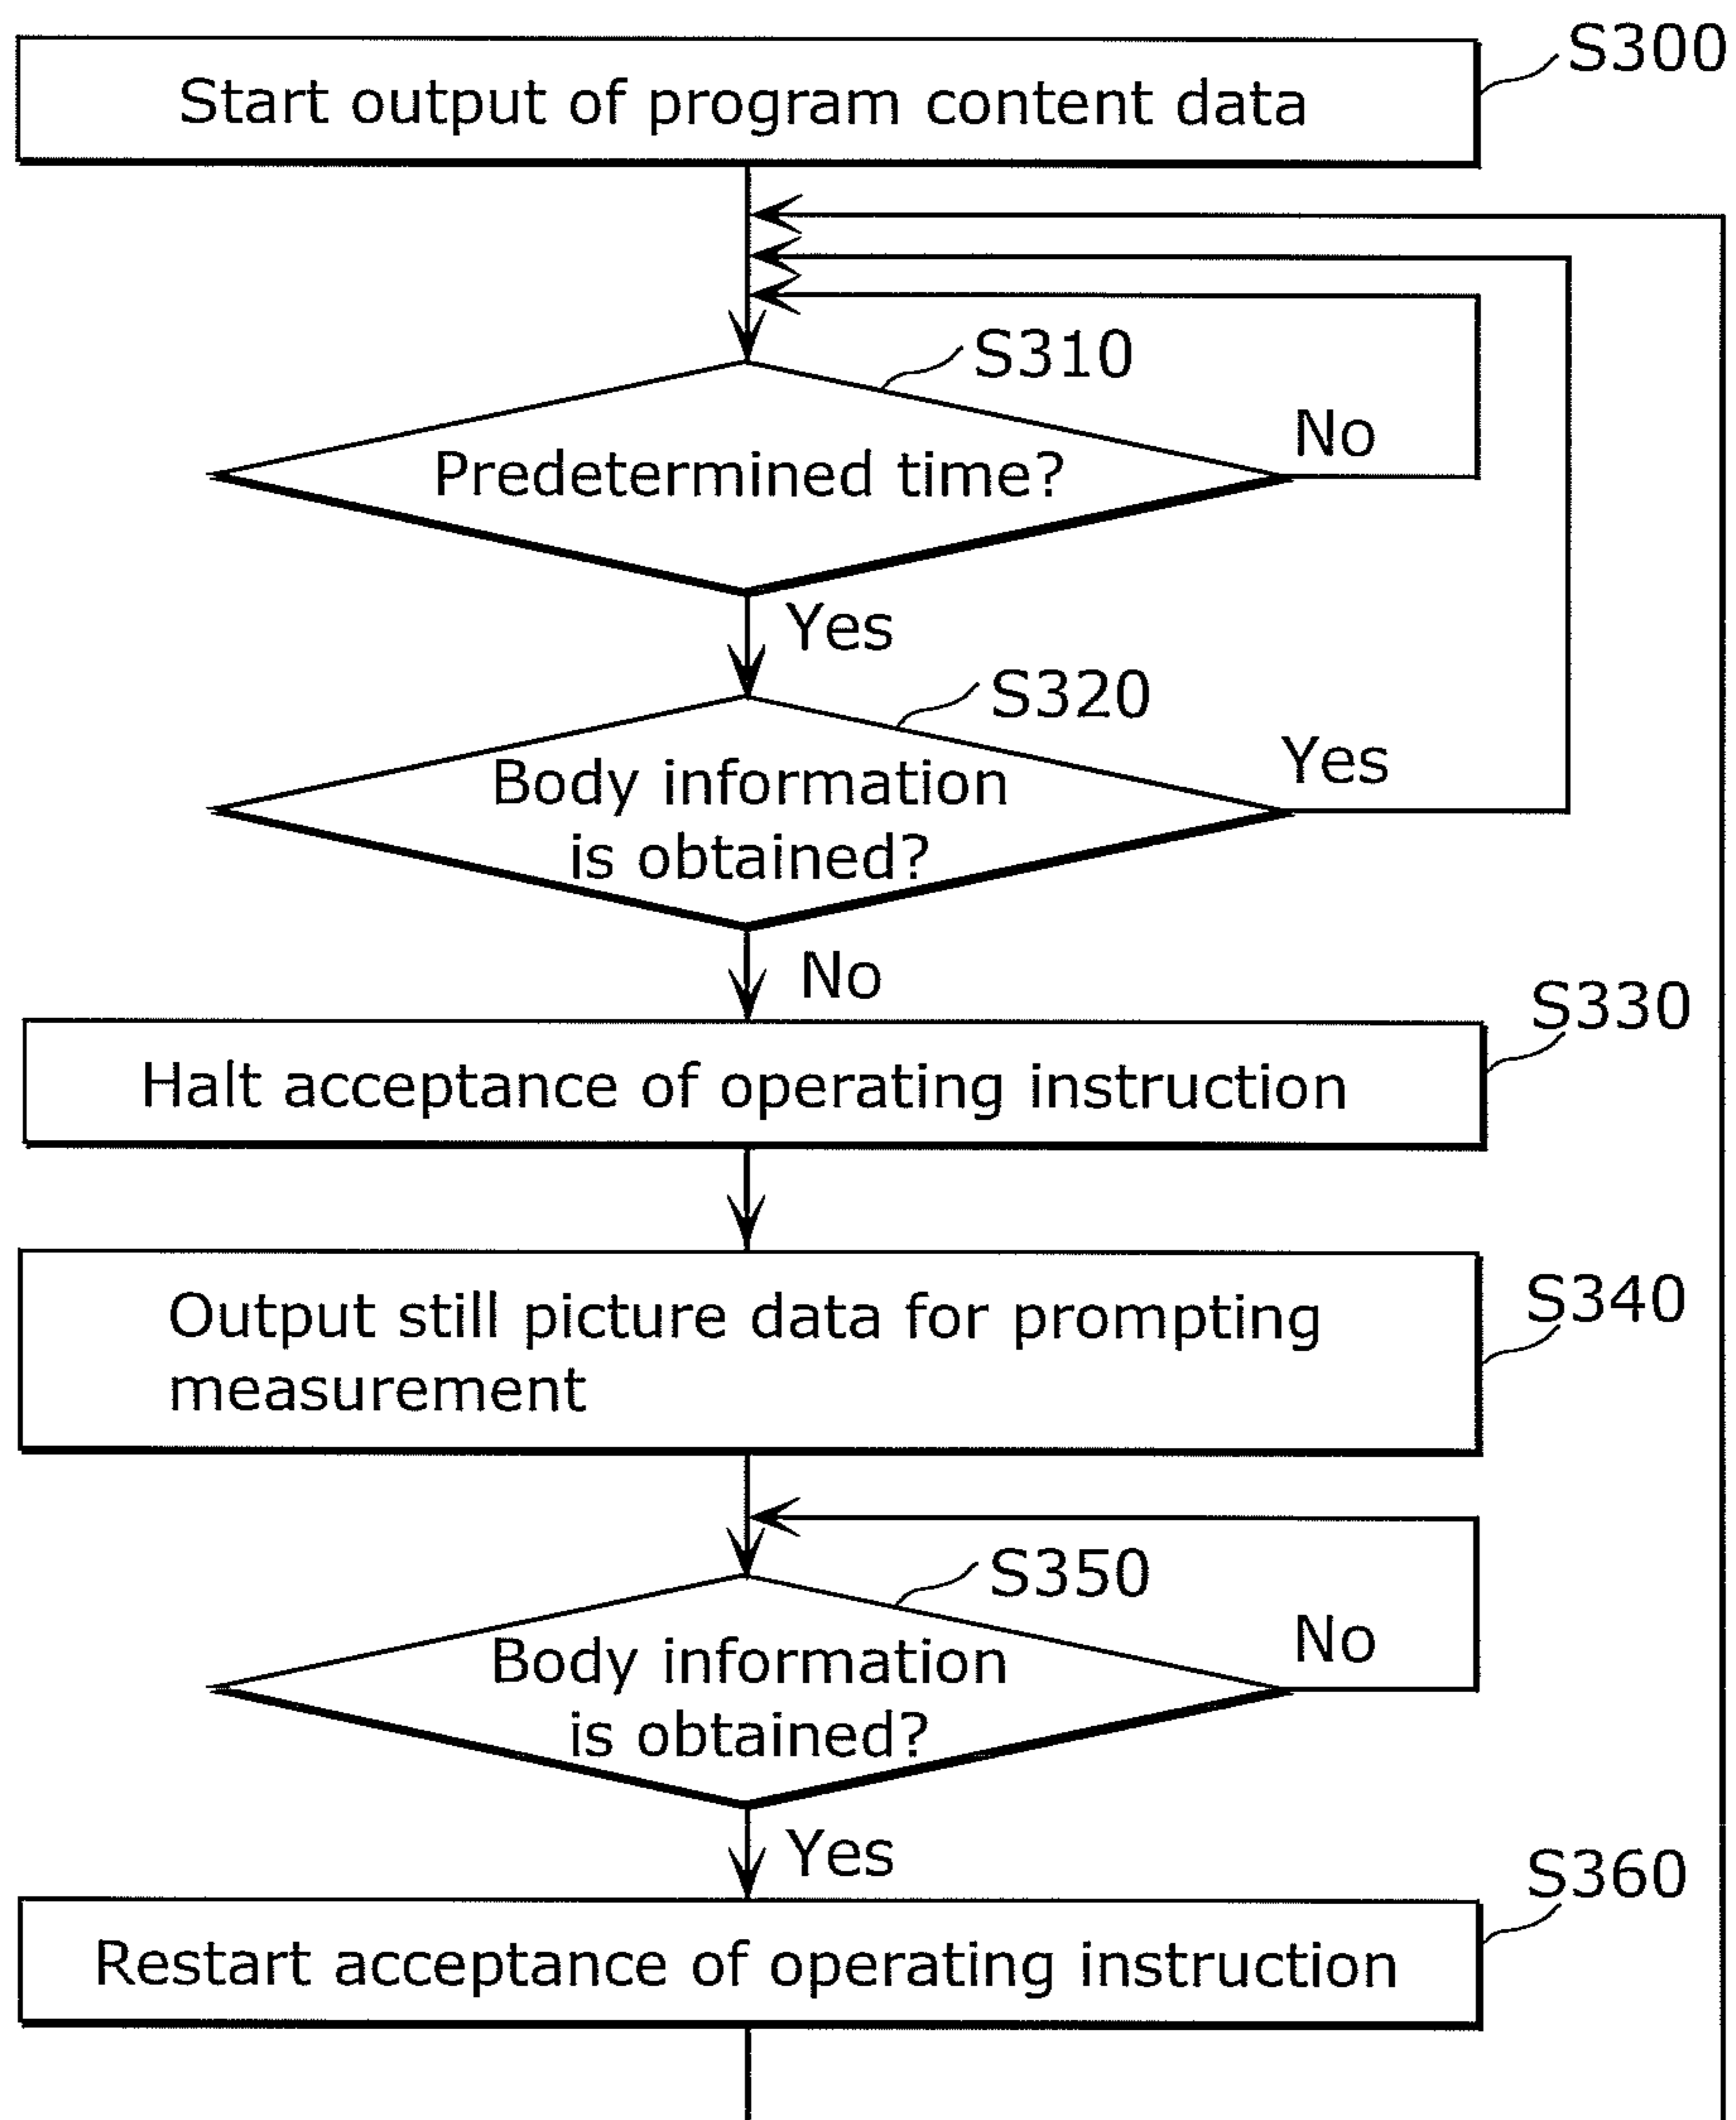 S300
Start output of program content data
S310
No
Predetermined time?
Yes
S320
Yes
Body information
is obtained?
No
S330
Halt acceptance of operating instruction
S340
Output still picture data for prompting
measurement
S350
No
Body information
is obtained?
Yes
S360
Restart acceptance of operating instruction